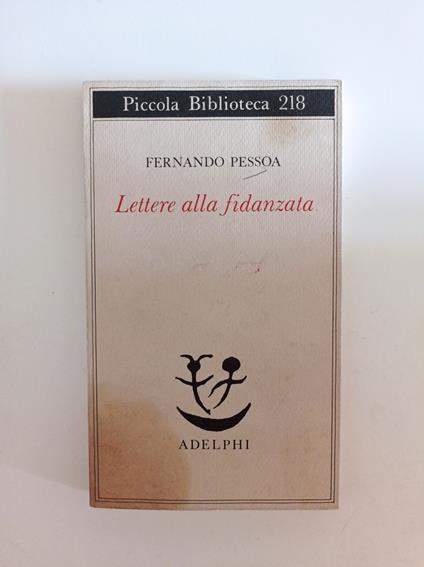 Piccola Biblioteca 218
FERNANDO PESSOA
Lettere alla fidanzata
ADELPHI